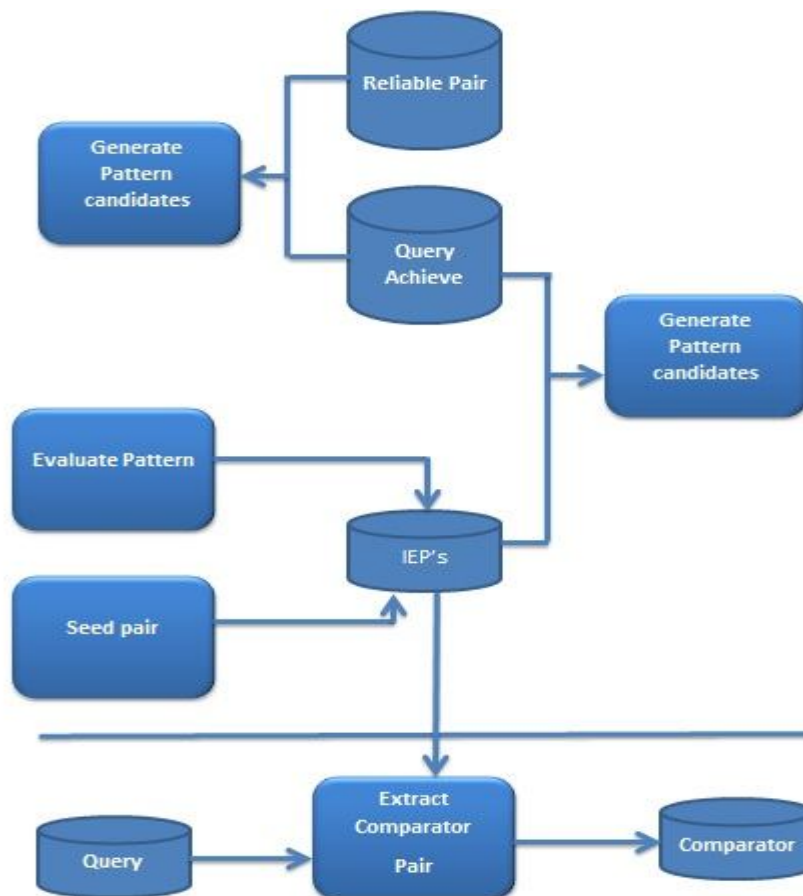 Reliable Pair
Generate
Pattern
candidates
Query
Achieve
Generate
Pattern
candidates
Evaluate Pattern
IEP's
Seed pair
Extract
Comparator
Pair
Query
Comparator